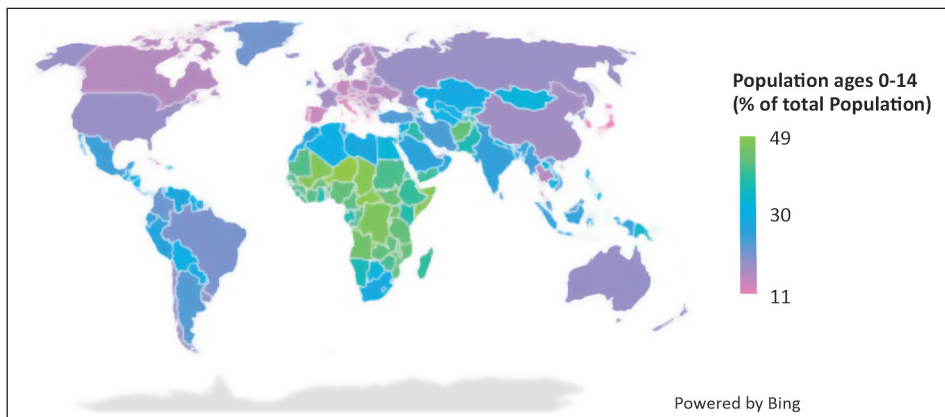 Population ages 0-14
(% of total Population)
49
30
11
Powered by Bing